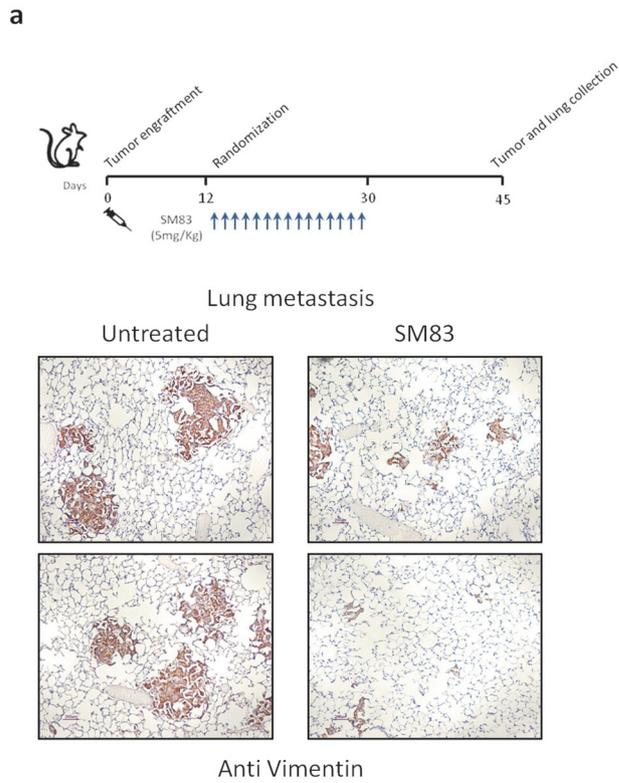 a
Tumor engraftment
Randomization
Tumor and lung collection
Days
0
12
30
45
SM83
(5mg/Kg)
Lung metastasis
Untreated
SM83
Anti Vimentin